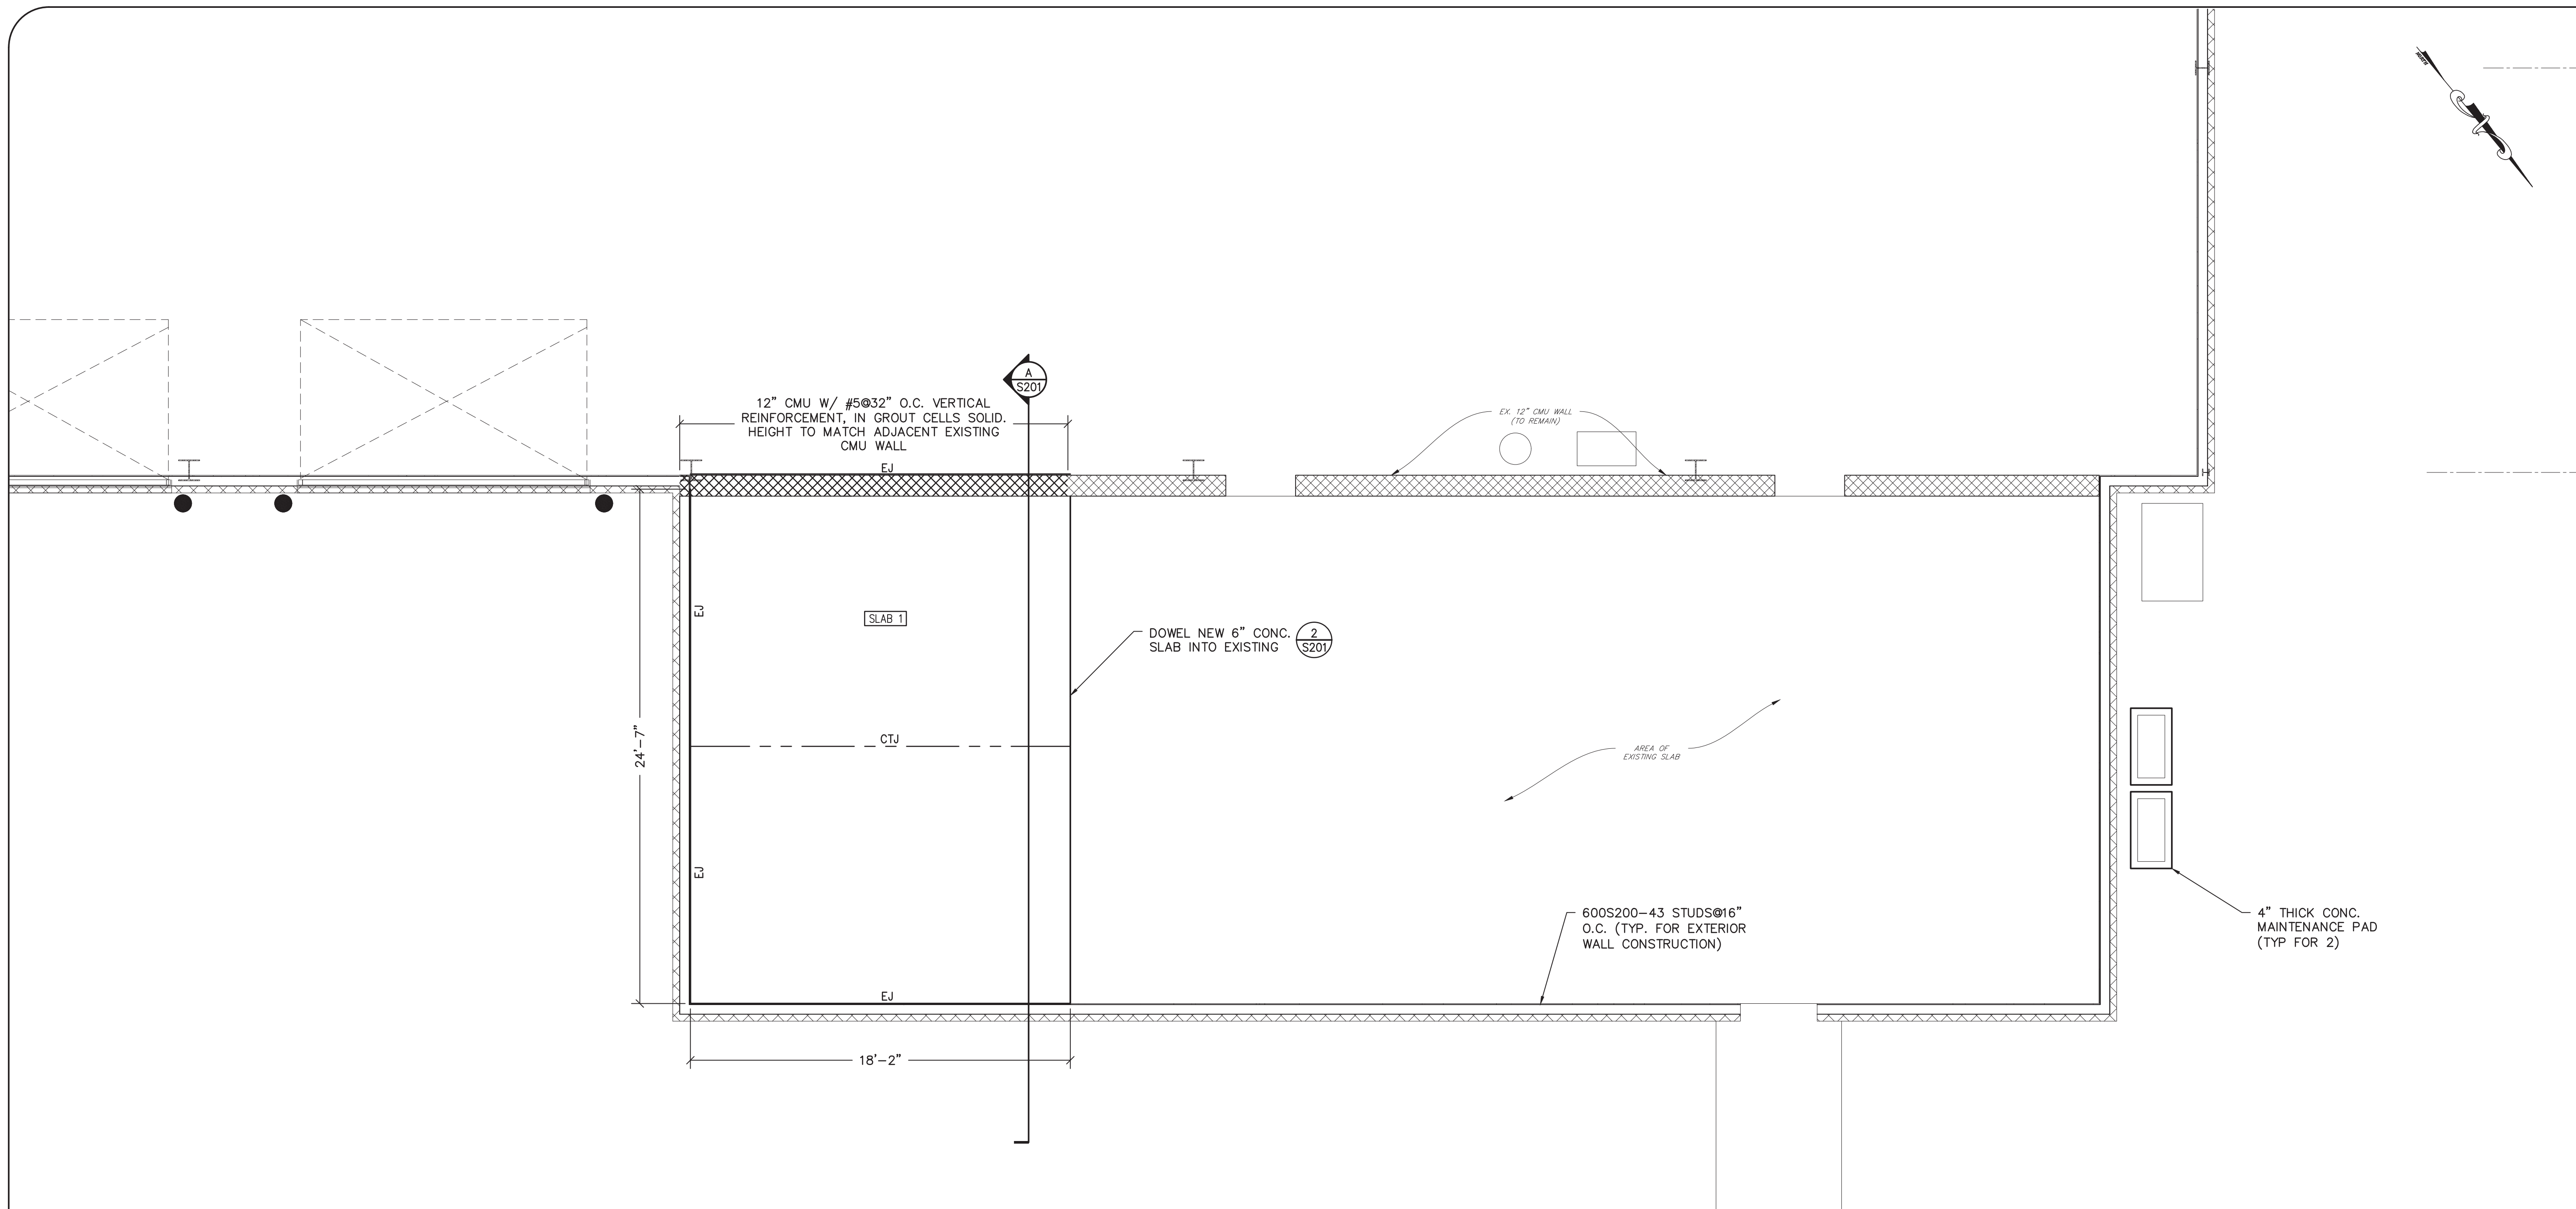 NORTH
A
S201
12" CMU W/ #5@32" O.C. VERTICAL
REINFORCEMENT, IN GROUT CELLS SOLID.
HEIGHT TO MATCH ADJACENT EXISTING
CMU WALL
EJ
EX. 12" CMU WALL
(TO REMAIN)
EJ
SLAB 1
DOWEL NEW 6" CONC.
SLAB INTO EXISTING
2
S201
24'-7"
CTJ
AREA OF
EXISTING SLAB
EJ
600S200-43 STUDS@16"
O.C. (TYP. FOR EXTERIOR
WALL CONSTRUCTION)
4" THICK CONC.
MAINTENANCE PAD
(TYP FOR 2)
EJ
18'-2"